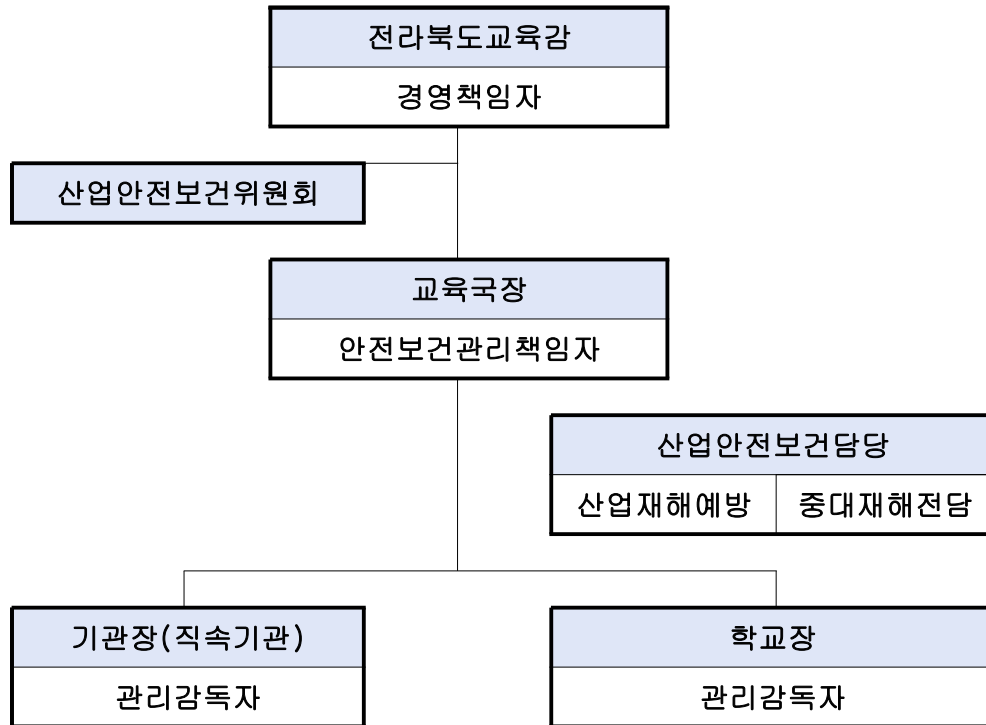 전라북도교육감
경영책임자
산업안전보건위원회
교육국장
안전보건관리책임자
산업안전보건담당
산업재해예방 중대재해전담
기관장(직속기관) 학교장
관리감독자 관리감독자